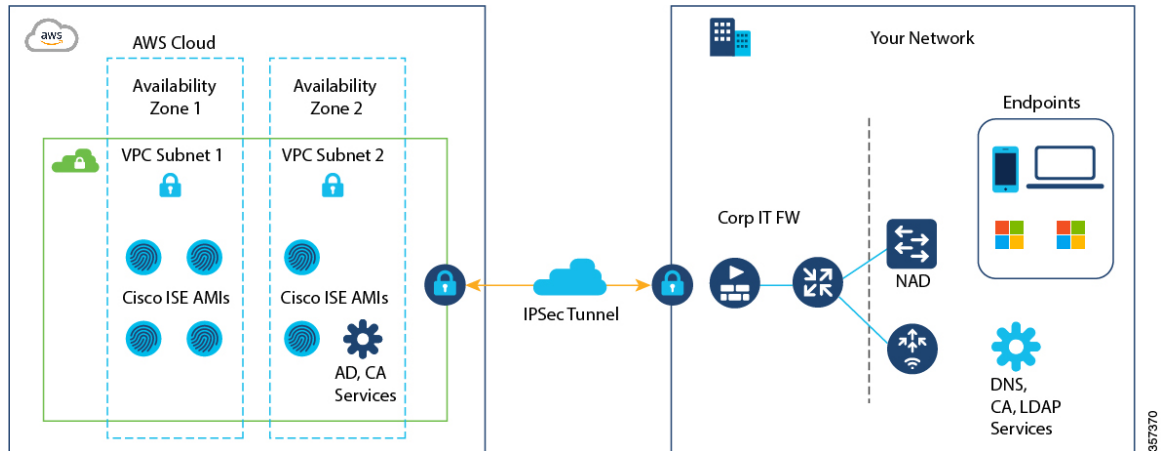 aws
AWS Cloud
Availability
Zone 1
Availability
Zone 2
VPC Subnet 1
VPC Subnet 2
Cisco ISE AMIs
Cisco ISE AMIs
AD, CA
Services
IPSec Tunnel
Your Network
Endpoints
Corp IT FW
NAD
DNS,
CA, LDAP
Services
357370